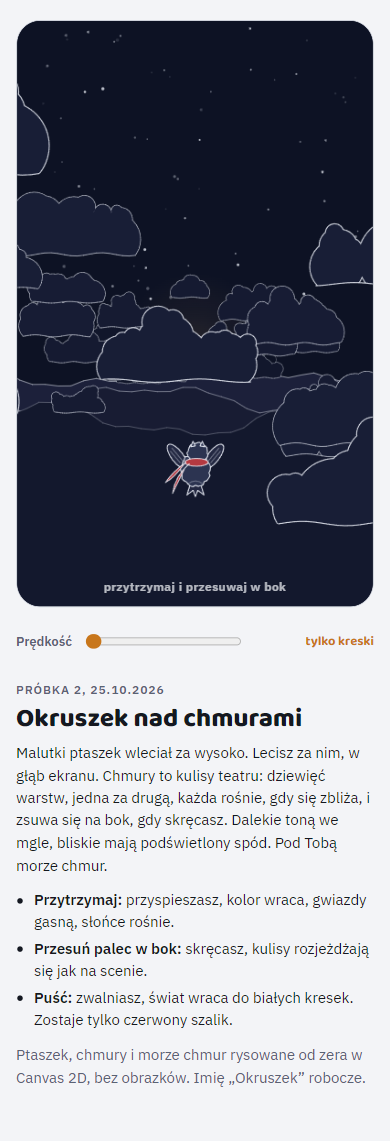 przytrzymaj i przesuwaj w bok
Prędkość
tylko kreski
PRÓBKA 2, 25.10.2026
Okruszek nad chmurami
Malutki ptaszek wleciał za wysoko. Lecisz za nim, w
głąb ekranu. Chmury to kulisy teatru: dziewięć
warstw, jedna za drugą, każda rośnie, gdy się zbliża, i
zsuwa się na bok, gdy skręcasz. Dalekie toną we
mgle, bliskie mają podświetlony spód. Pod Tobą
morze chmur.
• Przytrzymaj: przyspieszasz, kolor wraca, gwiazdy
gasną, słońce rośnie.
• Przesuń palec w bok: skręcasz, kulisy rozjeżdżają
się jak na scenie.
• Puść: zwalniasz, świat wraca do białych kresek.
Zostaje tylko czerwony szalik.
Ptaszek, chmury i morze chmur rysowane od zera w
Canvas 2D, bez obrazków. Imię „Okruszek” robocze.